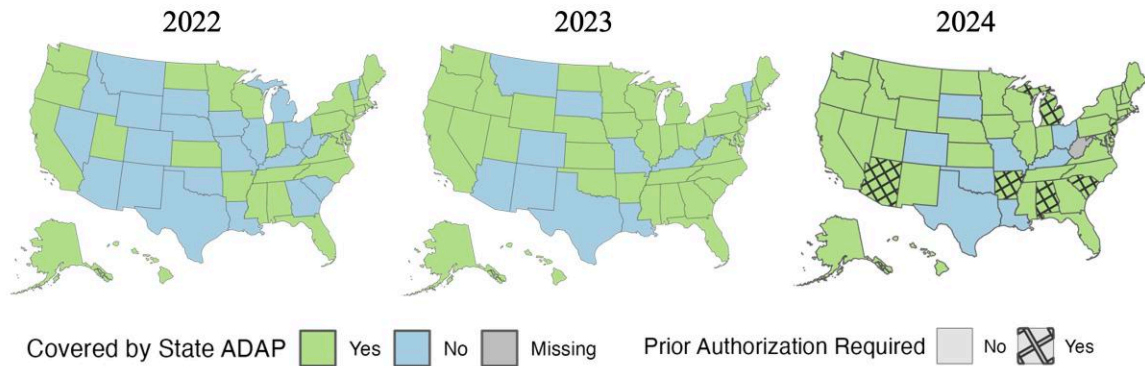 2022 2023 2024
Covered by State ADAP Yes No Missing Prior Authorization Required No Yes